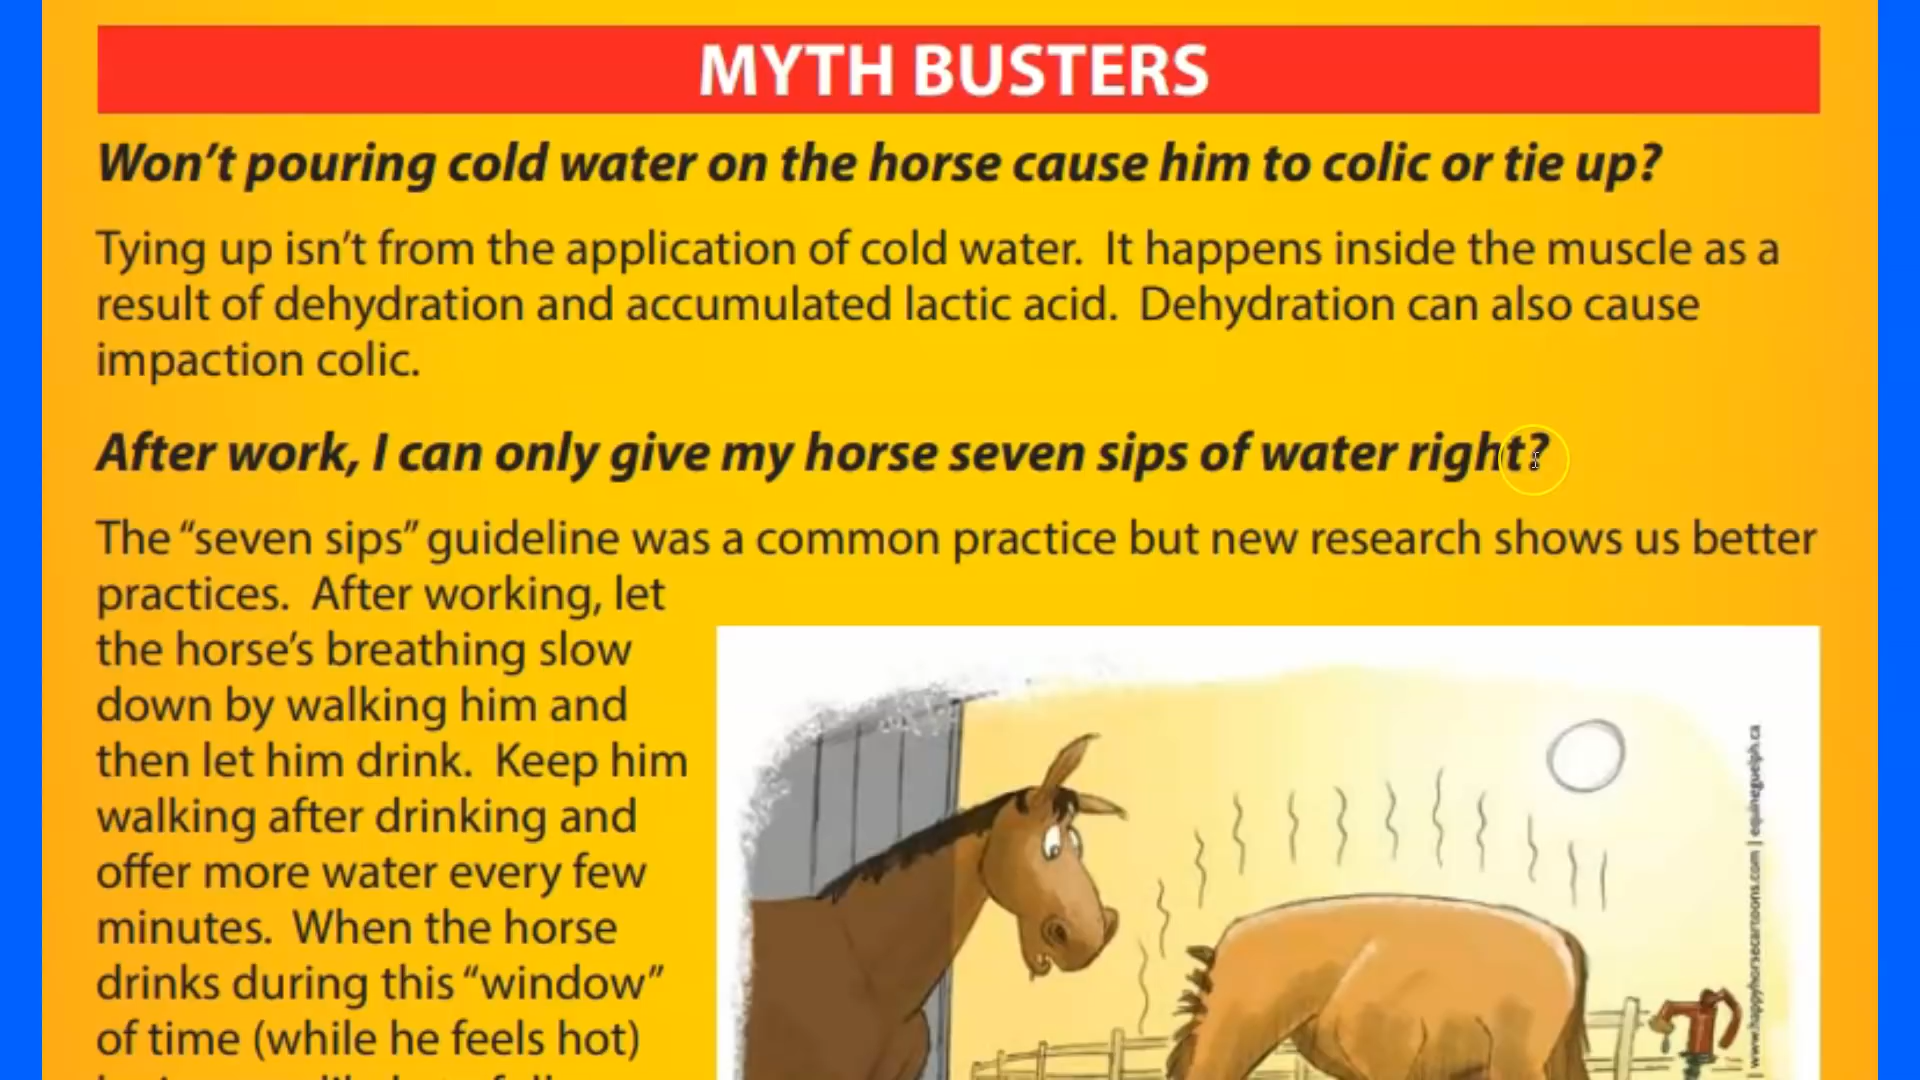 MYTH BUSTERS
Won’t pouring cold water on the horse cause him to colic or tie up?
Tying up isn’t from the application of cold water.  It happens inside the muscle as a
result of dehydration and accumulated lactic acid.  Dehydration can also cause
impaction colic.
After work, I can only give my horse seven sips of water right?
The “seven sips” guideline was a common practice but new research shows us better
practices.  After working, let
the horse’s breathing slow
down by walking him and
then let him drink.  Keep him
walking after drinking and
offer more water every few
minutes.  When the horse
drinks during this “window”
of time (while he feels hot)
www.happyhorsecartoons.com | equineguelph.ca